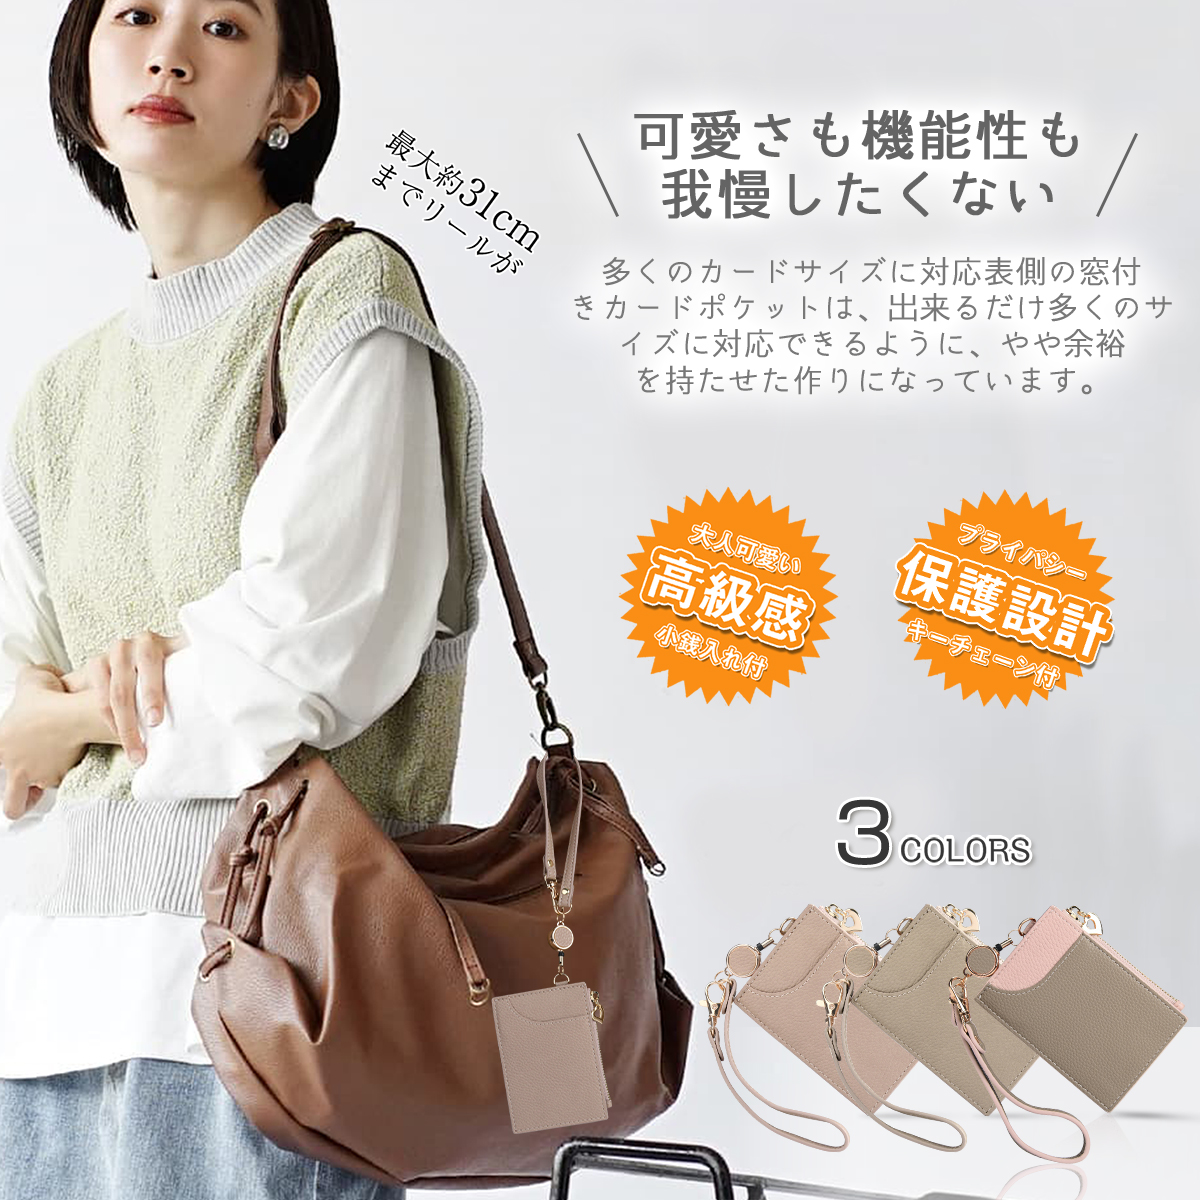 最大約31cm
までリールが
可愛さも機能性も
我慢したくない
多くのカードサイズに対応表側の窓付
きカードポケットは、出来るだけ多くのサ
イズに対応できるように、やや余裕
を持たせた作りになっています。
大人可愛い
高級感
小銭入れ付
プライバシー
保護設計
キーチェーン付
3 COLORS